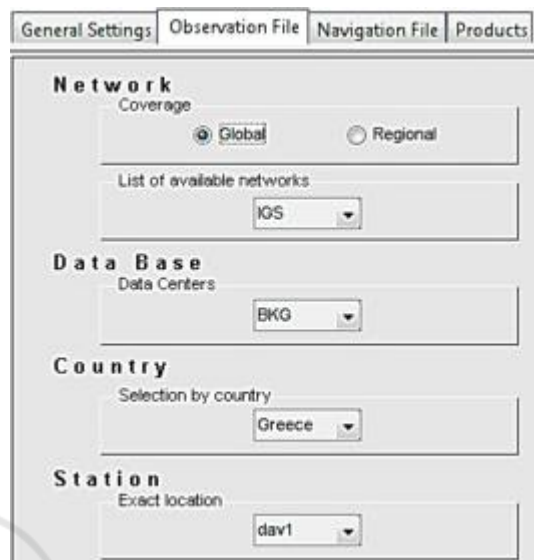 General Settings Observation File Navigation File Products
Network
Coverage
Global Regional
List of available networks
IGS
Data Base
Data Centers
BKG
Country
Selection by country
Greece
Station
Exact location
dav1